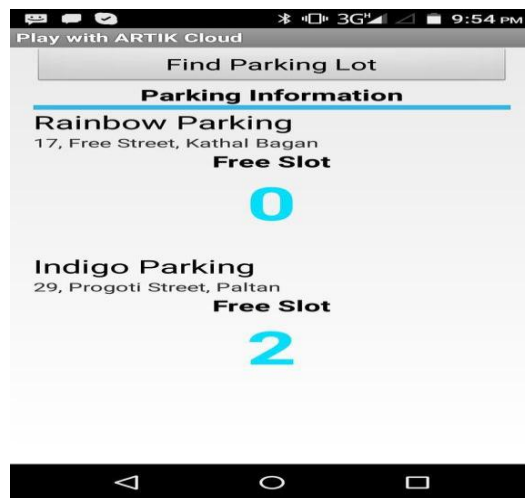 3G H 9:54 PM
Play with ARTIK Cloud
Find Parking Lot
Parking Information
Rainbow Parking
17, Free Street, Kathal Bagan
Free Slot
0
Indigo Parking
29, Progoti Street, Paltan
Free Slot
2